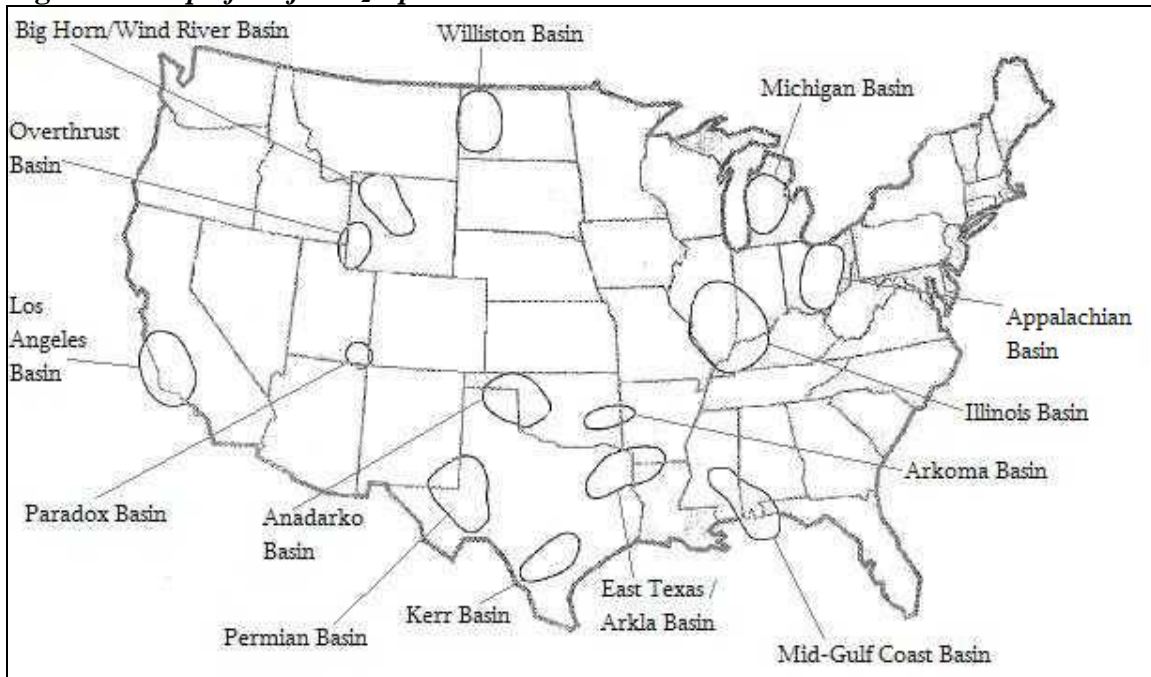 Big Horn/Wind River Basin
Williston Basin
Michigan Basin
Overthrust
Basin
Los
Angeles
Basin
Appalachian
Basin
Illinois Basin
Arkoma Basin
Paradox Basin
Anadarko
Basin
East Texas /
Arkla Basin
Kerr Basin
Permian Basin
Mid-Gulf Coast Basin